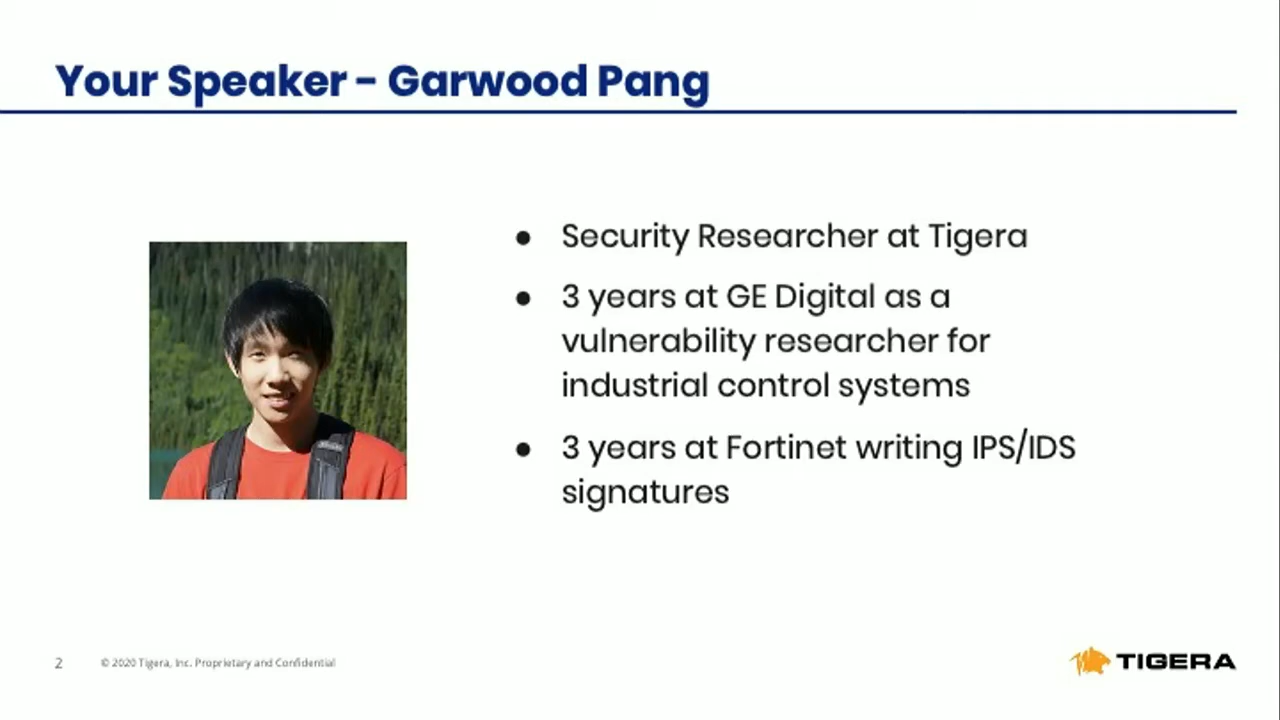 Your Speaker - Garwood Pang
● Security Researcher at Tigera
● 3 years at GE Digital as a
vulnerability researcher for
industrial control systems
● 3 years at Fortinet writing IPS/IDS
signatures
2
© 2020 Tigera, Inc. Proprietary and Confidential
TIGERA